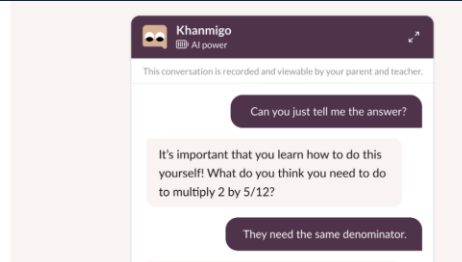 Khanmigo
AI power
This conversation is recorded and viewable by your parent and teacher.
Can you just tell me the answer?
It's important that you learn how to do this
yourself! What do you think you need to do
to multiply 2 by 5/12?
They need the same denominator.